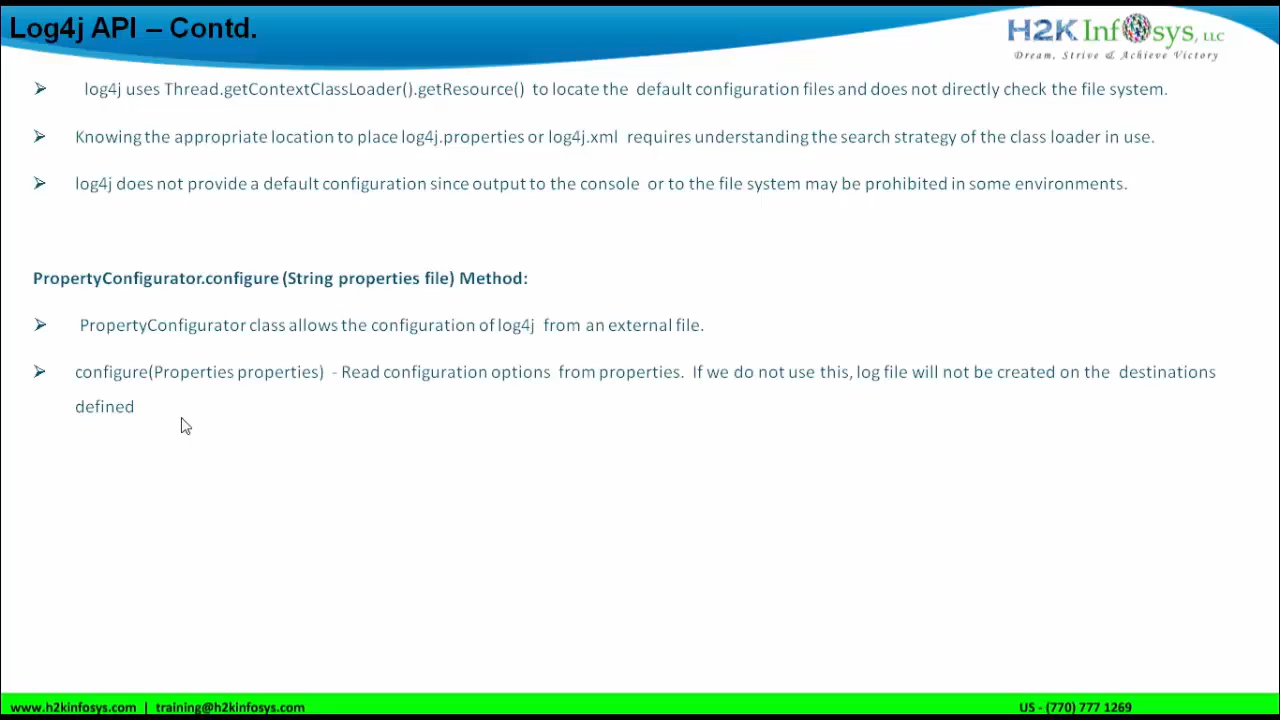 Log4j API – Contd.
H2K Infosys, LLC
Dream, Strive & Achieve Victory
log4j uses Thread.getContextClassLoader().getResource() to locate the default configuration files and does not directly check the file system.
Knowing the appropriate location to place log4j.properties or log4j.xml requires understanding the search strategy of the class loader in use.
log4j does not provide a default configuration since output to the console or to the file system may be prohibited in some environments.
PropertyConfigurator.configure (String properties file) Method:
PropertyConfigurator class allows the configuration of log4j from an external file.
configure(Properties properties) - Read configuration options from properties. If we do not use this, log file will not be created on the destinations
defined
www.h2kinfosys.com | training@h2kinfosys.com
US - (770) 777 1269